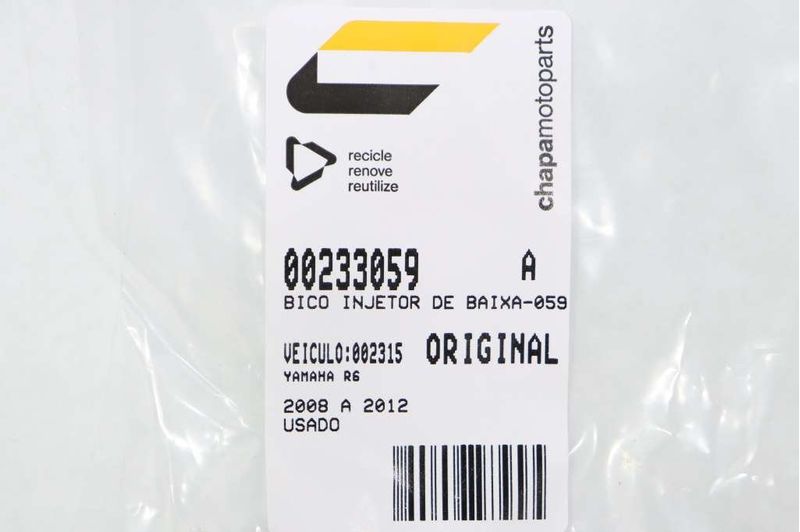 chapamotoparts
recicle
renove
reutilize
00233059 A
BICO INJETOR DE BAIXA-059
VEICULO:002315 ORIGINAL
YAMAHA R6
2008 A 2012
USADO